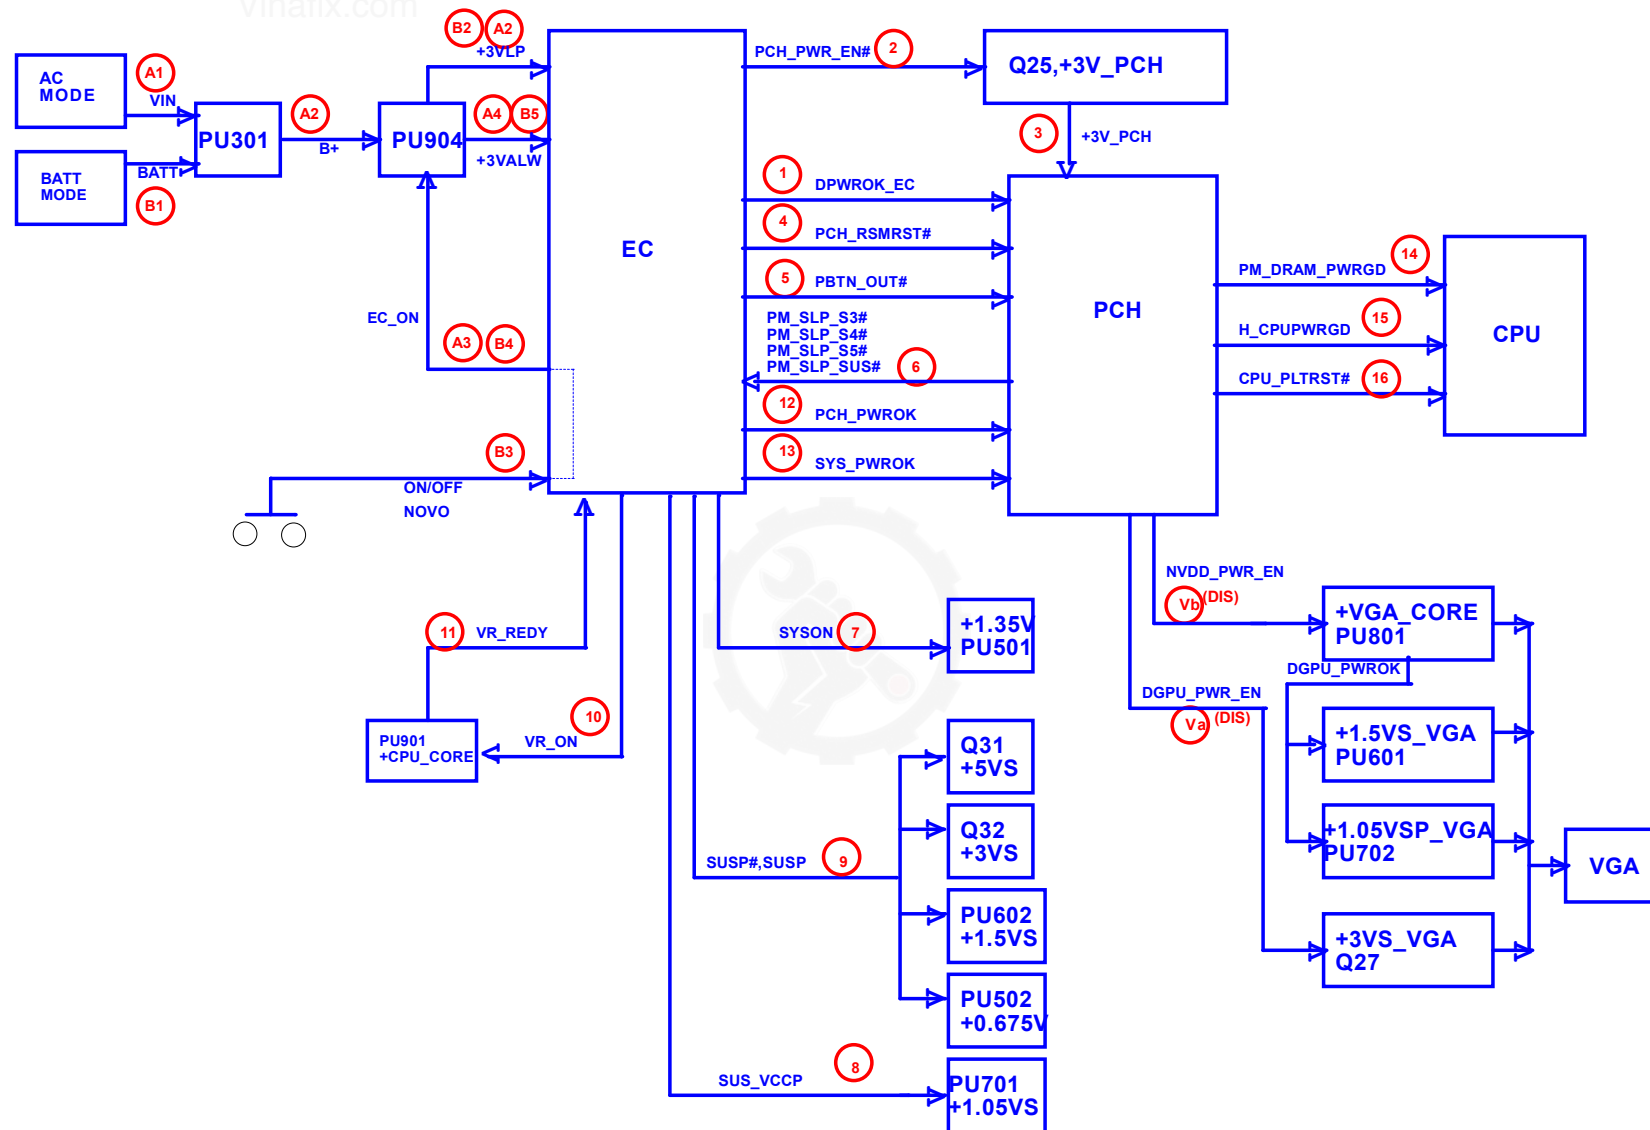 Vinafix.com
B2
A2
+3VLP
PCH_PWR_EN#
2
Q25,+3V_PCH
AC
MODE
A1
VIN
PU301
A2
B+
PU904
A4
B5
+3VALW
3
+3V_PCH
BATT
MODE
BATT
B1
EC
1
DPWROK_EC
4
PCH_RSMRST#
5
PBTN_OUT#
PM_SLP_S3#
PM_SLP_S4#
PM_SLP_S5#
PM_SLP_SUS#
6
12
PCH_PWROK
13
SYS_PWROK
PCH
PM_DRAM_PWRGD
14
H_CPUPWRGD
15
CPU_PLTRST#
16
CPU
EC_ON
A3
B4
B3
ON/OFF
NOVO
11
VR_REDY
10
VR_ON
PU901
+CPU_CORE
SYSON
7
+1.35V
PU501
Q31
+5VS
Q32
+3VS
SUSP#,SUSP
9
PU602
+1.5VS
PU502
+0.675V
SUS_VCCP
8
PU701
+1.05VS
NVDD_PWR_EN
Vb
(DIS)
+VGA_CORE
PU801
DGPU_PWROK
DGPU_PWR_EN
Va
(DIS)
+1.5VS_VGA
PU601
+1.05VSP_VGA
PU702
+3VS_VGA
Q27
VGA